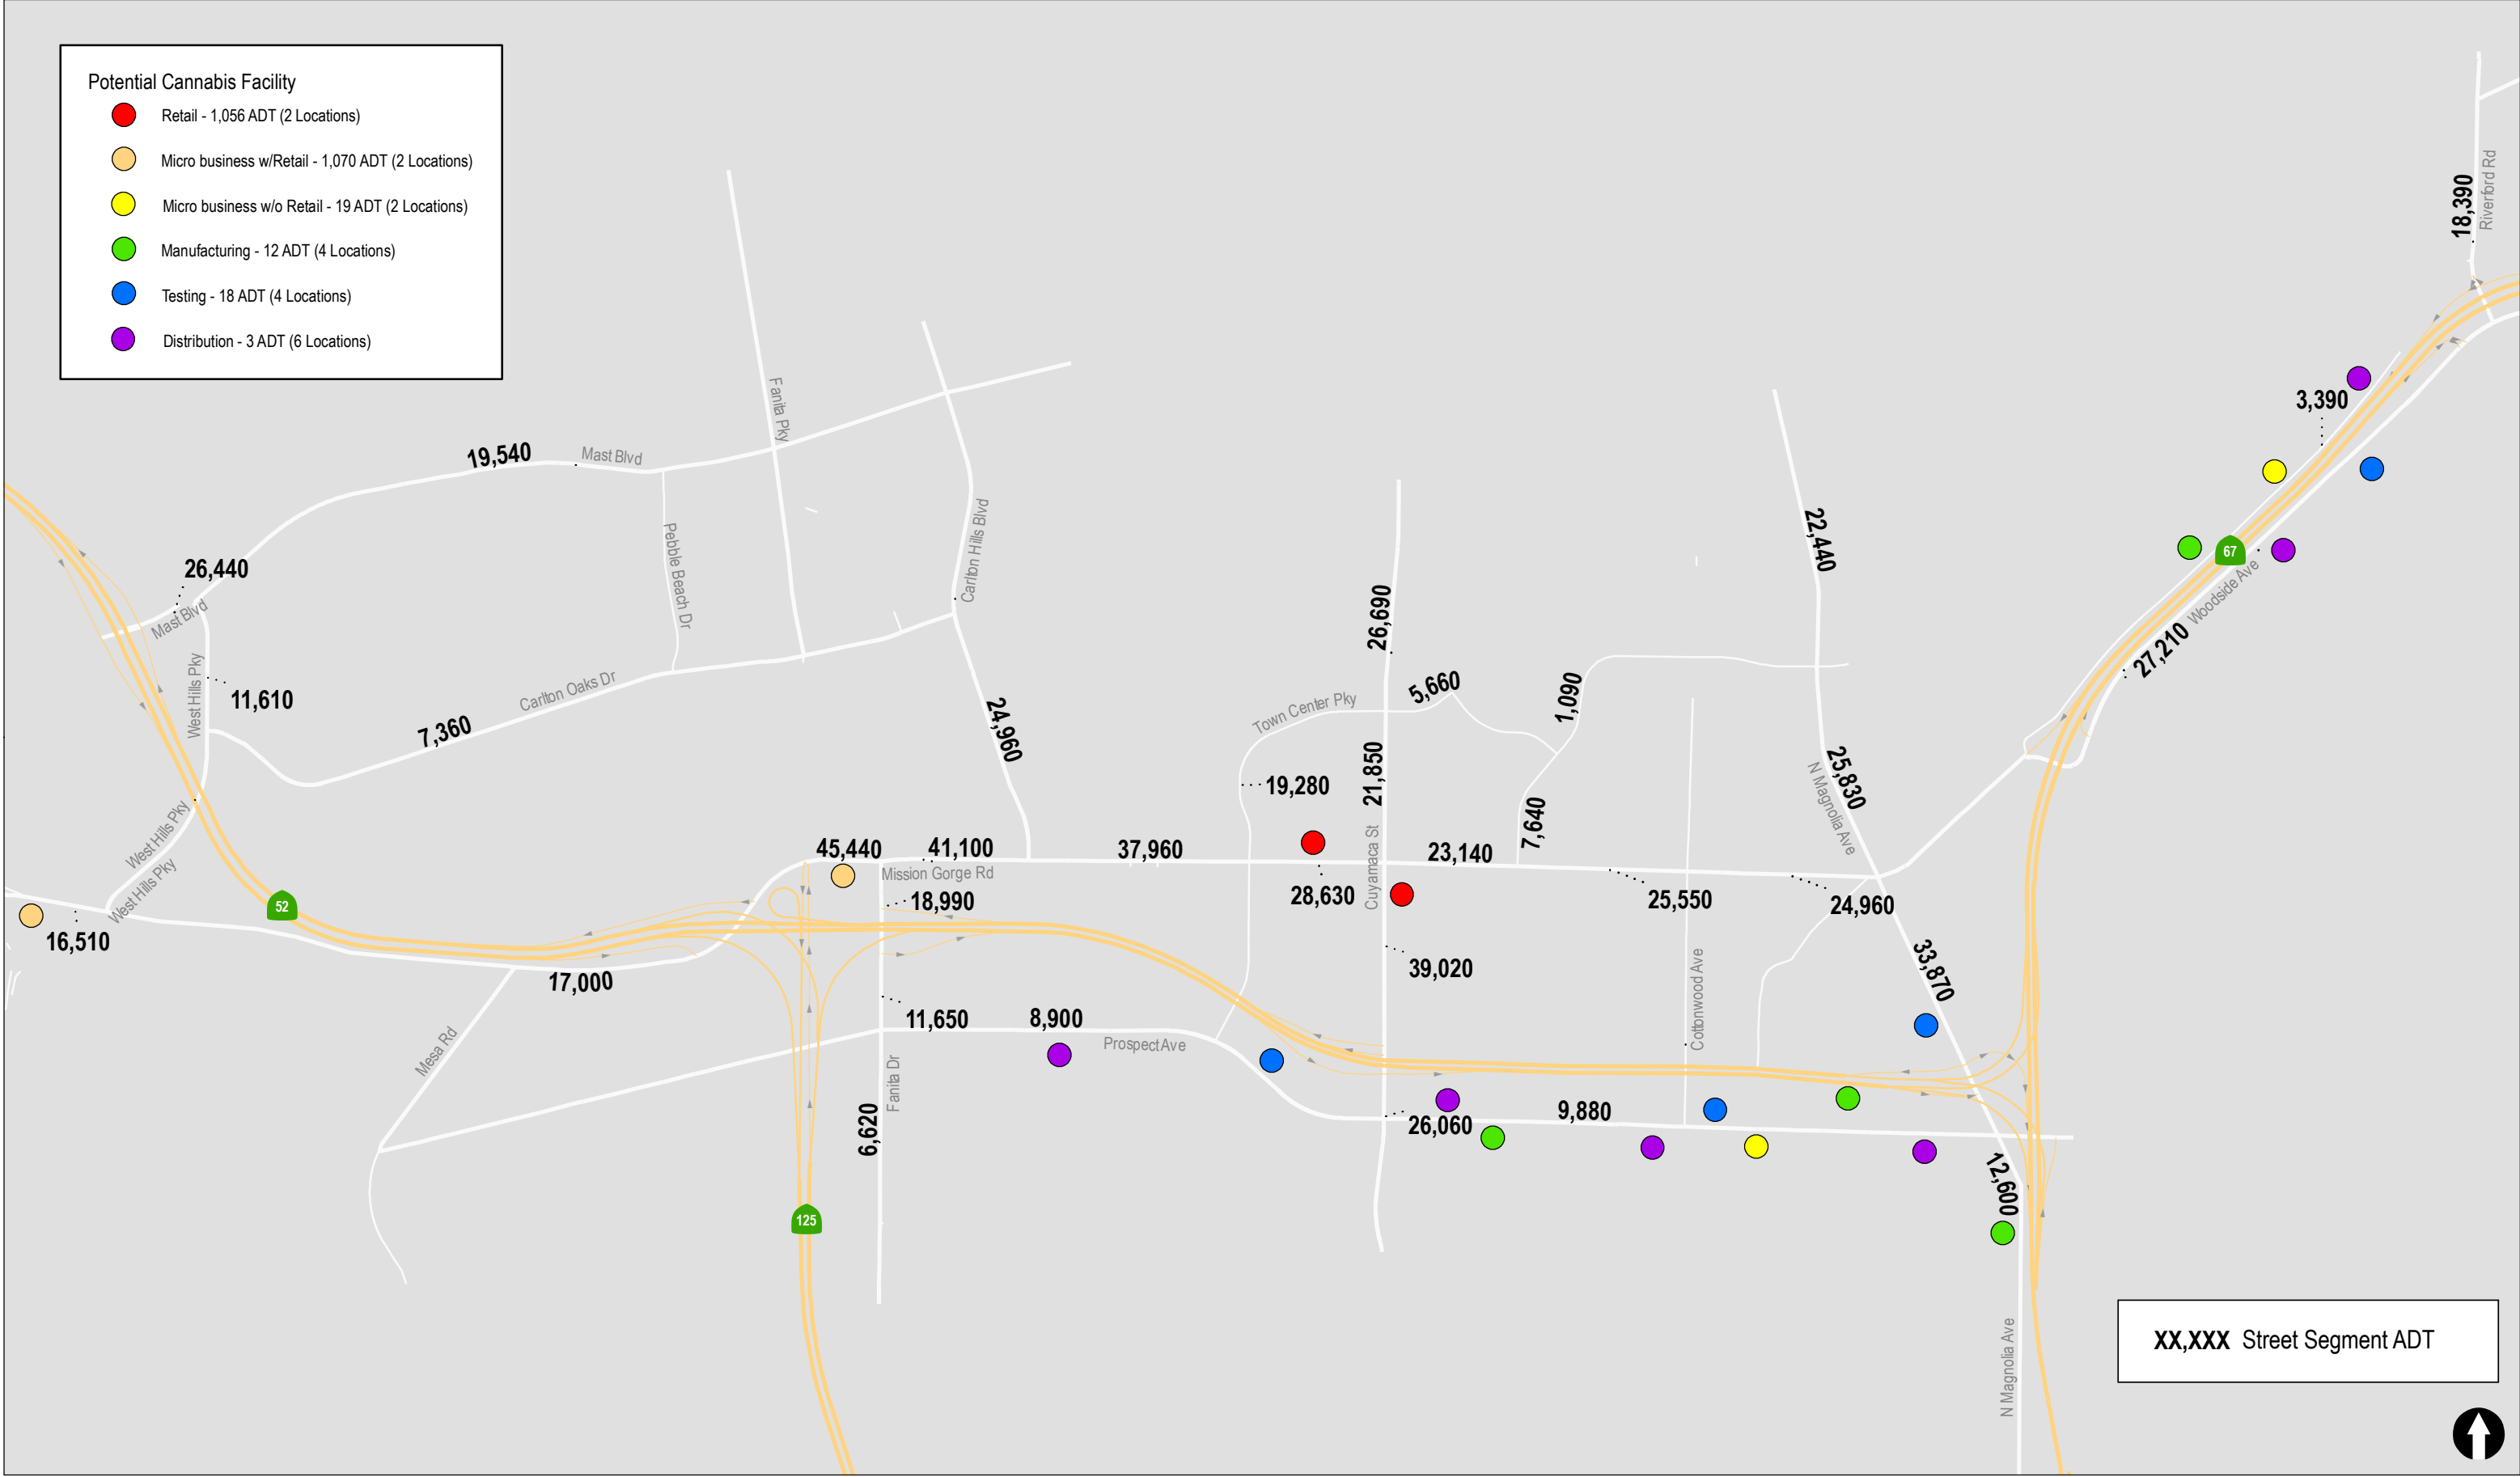 Potential Cannabis Facility
Retail - 1,056 ADT (2 Locations)
Micro business w/Retail - 1,070 ADT (2 Locations)
Micro business w/o Retail - 19 ADT (2 Locations)
Manufacturing - 12 ADT (4 Locations)
Testing - 18 ADT (4 Locations)
Distribution - 3 ADT (6 Locations)
18,390
Riverford Rd
3,390
67
Woodside Ave
27,210
Fanita Pky
19,540
Mast Blvd
26,440
Mast Blvd
Pebble Beach Dr
Carlton Hills Blvd
West Hills Pky
11,610
Carlton Oaks Dr
7,360
24,960
26,690
22,440
5,660
1,090
Town Center Pky
21,850
19,280
7,640
25,830
N Magnolia Ave
West Hills Pky
West Hills Pky
52
16,510
45,440
41,100
Mission Gorge Rd
37,960
18,990
28,630
Cuyamaca St
23,140
25,550
24,960
39,020
33,870
17,000
Mesa Rd
11,650
8,900
Prospect Ave
Cottonwood Ave
Fanita Dr
6,620
26,060
9,880
12,600
125
N Magnolia Ave
XX,XXX Street Segment ADT